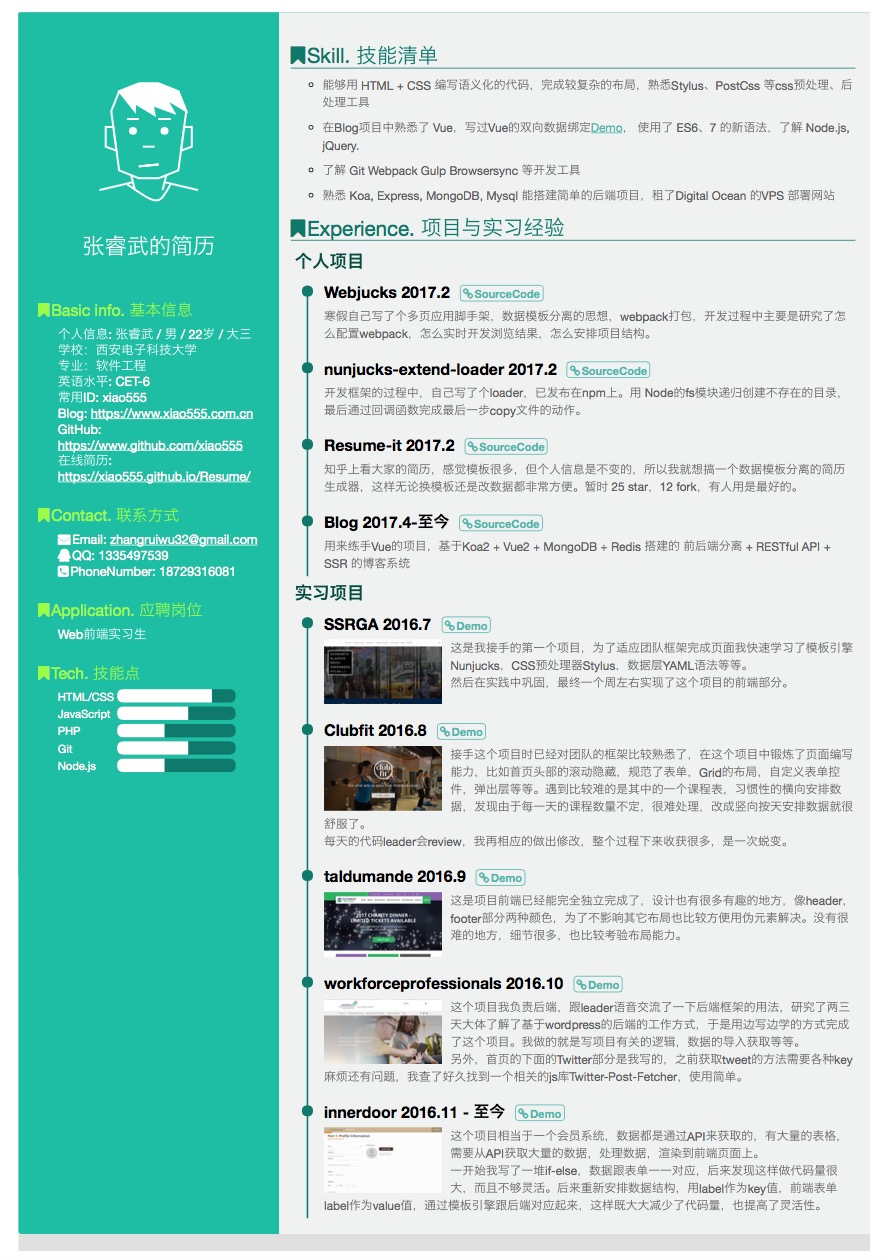 张睿武的简历
Basic info. 基本信息
个人信息: 张睿武 / 男 / 22岁 / 大三
学校：西安电子科技大学
专业：软件工程
英语水平: CET-6
常用ID: xiao555
Blog: https://www.xiao555.com.cn
GitHub:
https://www.github.com/xiao555
在线简历:
https://xiao555.github.io/Resume/
Contact. 联系方式
Email: zhangruiwu32@gmail.com
QQ: 1335497539
PhoneNumber: 18729316081
Application. 应聘岗位
Web前端实习生
Tech. 技能点
HTML/CSS
JavaScript
PHP
Git
Node.js
Skill. 技能清单
能够用 HTML + CSS 编写语义化的代码，完成较复杂的布局，熟悉Stylus、PostCss 等css预处理、后
处理工具
在Blog项目中熟悉了 Vue，写过Vue的双向数据绑定Demo， 使用了 ES6、7 的新语法，了解 Node.js,
jQuery.
了解 Git Webpack Gulp Browsersync 等开发工具
熟悉 Koa, Express, MongoDB, Mysql 能搭建简单的后端项目，租了Digital Ocean 的VPS 部署网站
Experience. 项目与实习经验
个人项目
Webjucks 2017.2 SourceCode
寒假自己写了个多页应用脚手架，数据模板分离的思想，webpack打包，开发过程中主要是研究了怎
么配置webpack，怎么实时开发浏览结果，怎么安排项目结构。
nunjucks-extend-loader 2017.2 SourceCode
开发框架的过程中，自己写了个loader，已发布在npm上。用 Node的fs模块递归创建不存在的目录，
最后通过回调函数完成最后一步copy文件的动作。
Resume-it 2017.2 SourceCode
知乎上看大家的简历，感觉模板很多，但个人信息是不变的，所以我就想搞一个数据模板分离的简历
生成器，这样无论换模板还是改数据都非常方便。暂时 25 star，12 fork，有人用是最好的。
Blog 2017.4-至今 SourceCode
用来练手Vue的项目，基于Koa2 + Vue2 + MongoDB + Redis 搭建的 前后端分离 + RESTful API +
SSR 的博客系统
实习项目
SSRGA 2016.7 Demo
这是我接手的第一个项目，为了适应团队框架完成页面我快速学习了模板引擎
Nunjucks，CSS预处理器Stylus，数据层YAML语法等等。
然后在实践中巩固，最终一个周左右实现了这个项目的前端部分。
Clubfit 2016.8 Demo
club
fit
接手这个项目时已经对团队的框架比较熟悉了，在这个项目中锻炼了页面编写
能力，比如首页头部的滚动隐藏，规范了表单，Grid的布局，自定义表单控
件，弹出层等等。遇到比较难的是其中的一个课程表，习惯性的横向安排数
据，发现由于每一天的课程数量不定，很难处理，改成竖向按天安排数据就很
舒服了。
每天的代码leader会review，我再相应的做出修改，整个过程下来收获很多，是一次蜕变。
taldumande 2016.9 Demo
2017 CHARITY DINNER -
LIMITED TICKETS AVAILABLE
这是项目前端已经能完全独立完成了，设计也有很多有趣的地方，像header，
footer部分两种颜色，为了不影响其它布局也比较方便用伪元素解决。没有很
难的地方，细节很多，也比较考验布局能力。
workforceprofessionals 2016.10 Demo
这个项目我负责后端，跟leader语音交流了一下后端框架的用法，研究了两三
天大体了解了基于wordpress的后端的工作方式，于是用边写边学的方式完成
了这个项目。我做的就是写项目有关的逻辑，数据的导入获取等等。
另外，首页的下面的Twitter部分是我写的，之前获取tweet的方法需要各种key
麻烦还有问题，我查了好久找到一个相关的js库Twitter-Post-Fetcher，使用简单。
innerdoor 2016.11 - 至今 Demo
Part 1: Profile Information
这个项目相当于一个会员系统，数据都是通过API来获取的，有大量的表格，
需要从API获取大量的数据，处理数据，渲染到前端页面上。
一开始我写了一堆if-else，数据跟表单一一对应，后来发现这样做代码量很
大，而且不够灵活。后来重新安排数据结构，用label作为key值，前端表单
label作为value值，通过模板引擎跟后端对应起来，这样既大大减少了代码量，也提高了灵活性。